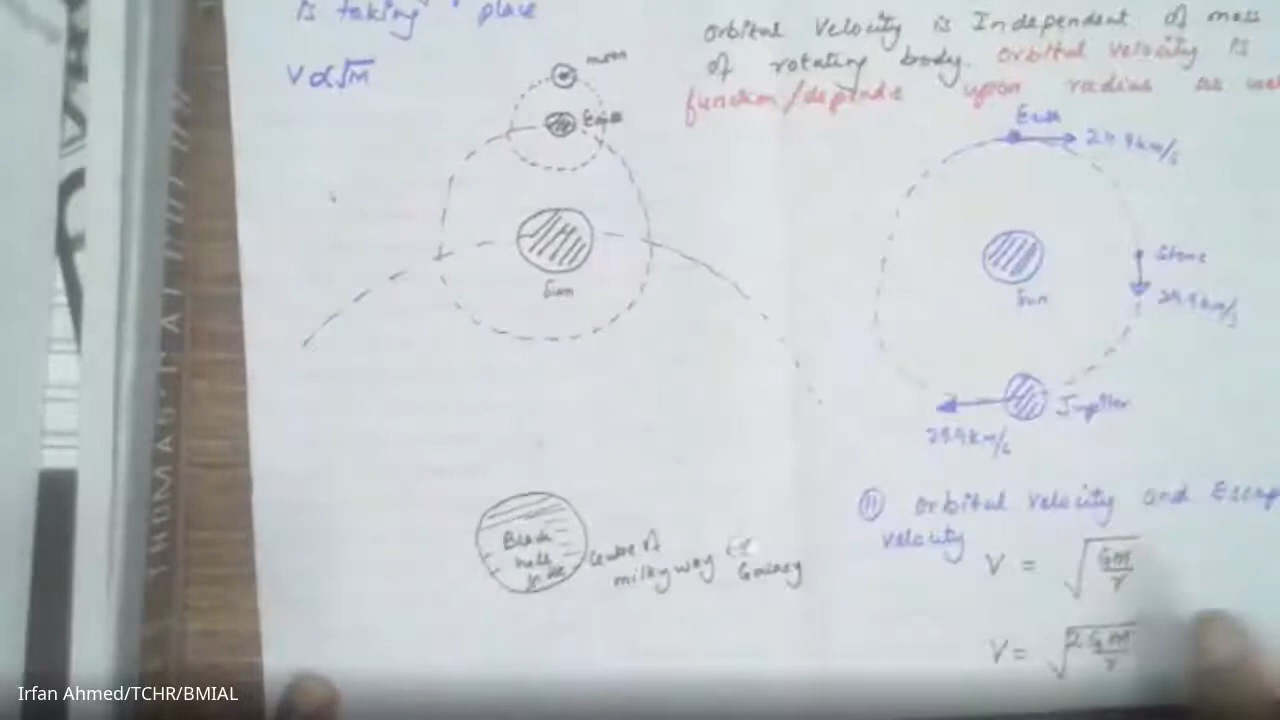 is taking place
V ∝ √M
moon
Sun
Black
hole
Centre of
milky way
Galaxy
orbital velocity is Independent of mass
of rotating body. orbital velocity is
function/depends upon radius as well
Earth
29.9 km/s
Stone
29.9 km/s
Sun
Jupiter
29.9 km/s
(II) orbital velocity and Escap
velocity
V = √GM/r
V = √2GM/r
THOMAS
Irfan Ahmed/TCHR/BMIAL